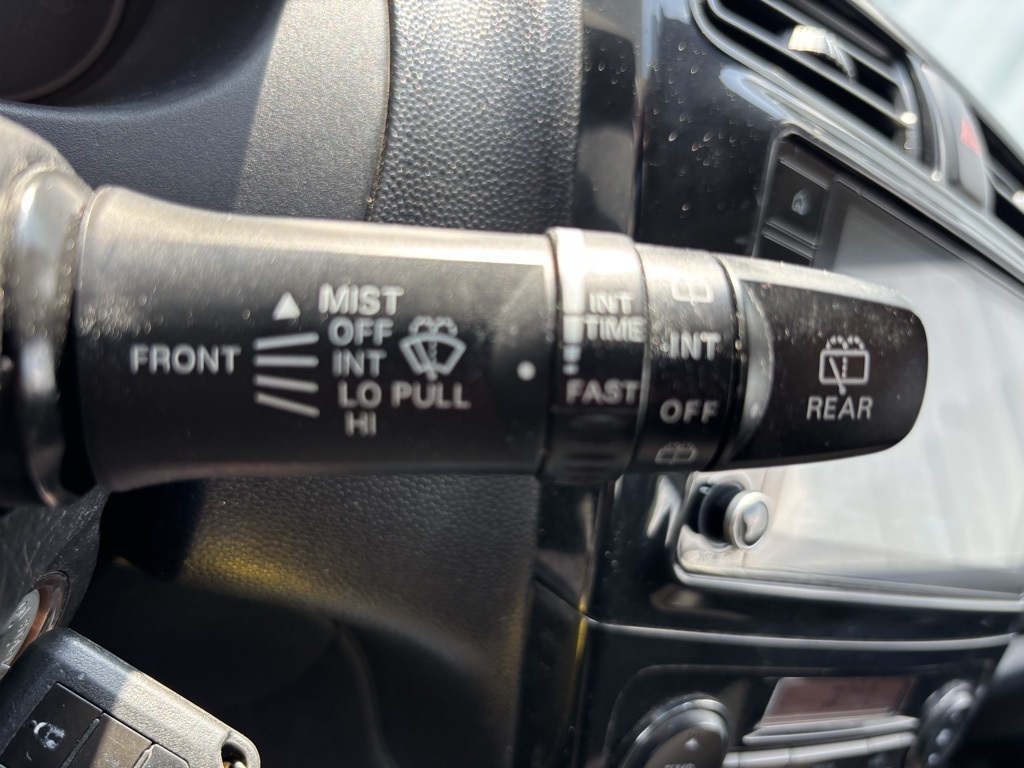 MIST
OFF
FRONT INT
LO PULL
HI
INT
TIME
FAST
INT
OFF
REAR